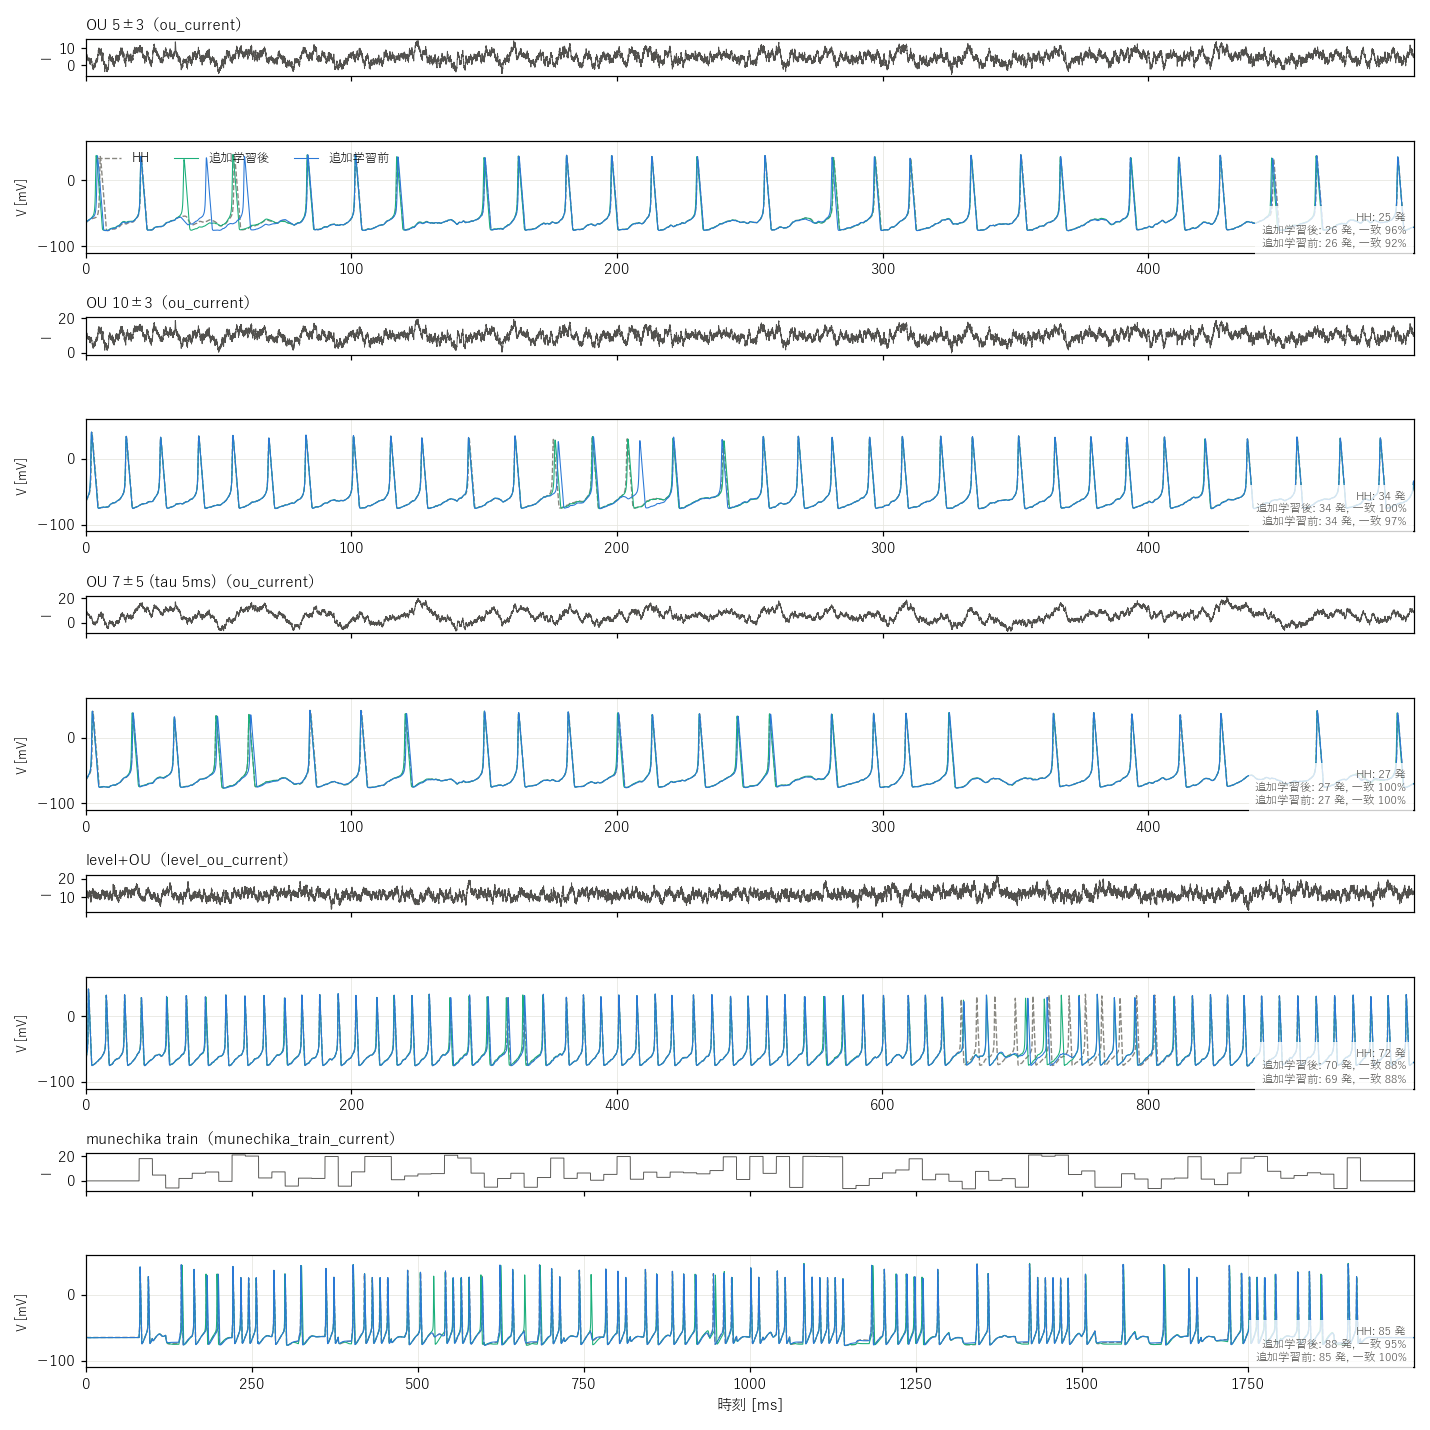 OU 5±3（ou_current）
10
0
I
HH 追加学習後 追加学習前
0
−100
V [mV]
HH: 25 発
追加学習後: 26 発, 一致 96%
追加学習前: 26 発, 一致 92%
0 100 200 300 400
OU 10±3（ou_current）
20
0
I
0
−100
V [mV]
HH: 34 発
追加学習後: 34 発, 一致 100%
追加学習前: 34 発, 一致 97%
0 100 200 300 400
OU 7±5 (tau 5ms)（ou_current）
20
0
I
0
−100
V [mV]
HH: 27 発
追加学習後: 27 発, 一致 100%
追加学習前: 27 発, 一致 100%
0 100 200 300 400
level+OU（level_ou_current）
20
10
I
0
−100
V [mV]
HH: 72 発
追加学習後: 70 発, 一致 88%
追加学習前: 69 発, 一致 88%
0 200 400 600 800
munechika train（munechika_train_current）
20
0
I
0
−100
V [mV]
HH: 85 発
追加学習後: 88 発, 一致 95%
追加学習前: 85 発, 一致 100%
0 250 500 750 1000 1250 1500 1750
時刻 [ms]